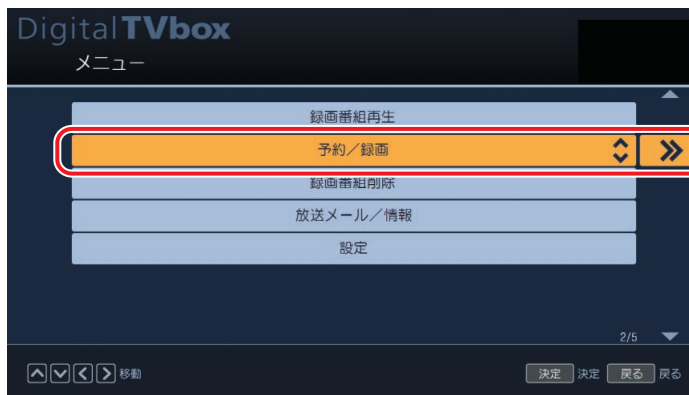 Digital TVbox
メニュー
録画番組再生
予約／録画
録画番組削除
放送メール／情報
設定
2/5
移動 決定 決定 戻る 戻る